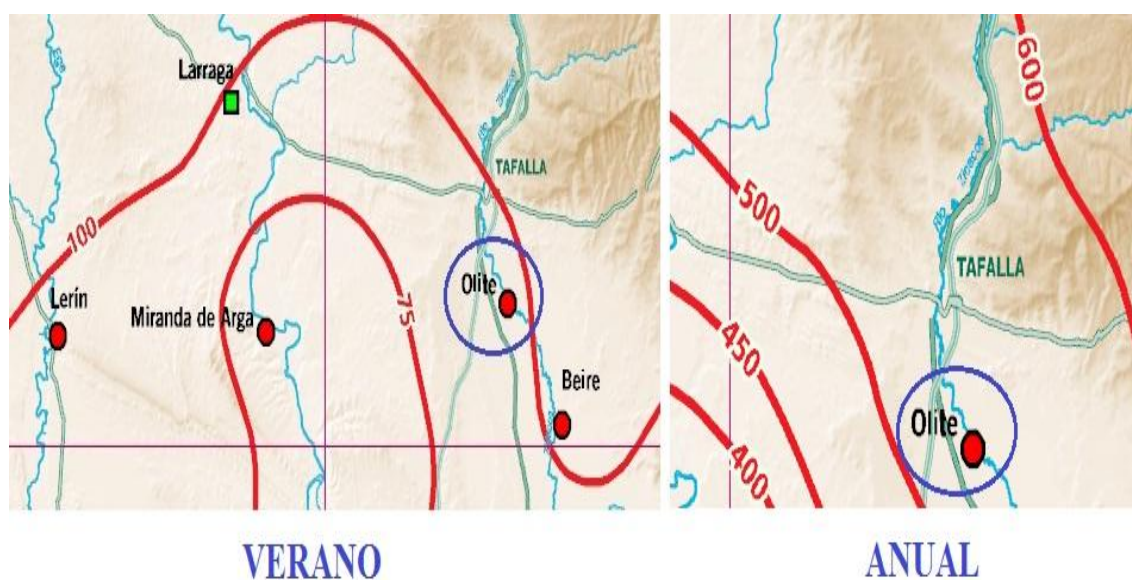 Larraga
TAFALLA
100
Olite
Lerín
Miranda de Arga
75
Beire
VERANO
600
500
TAFALLA
450
Olite
400
ANUAL